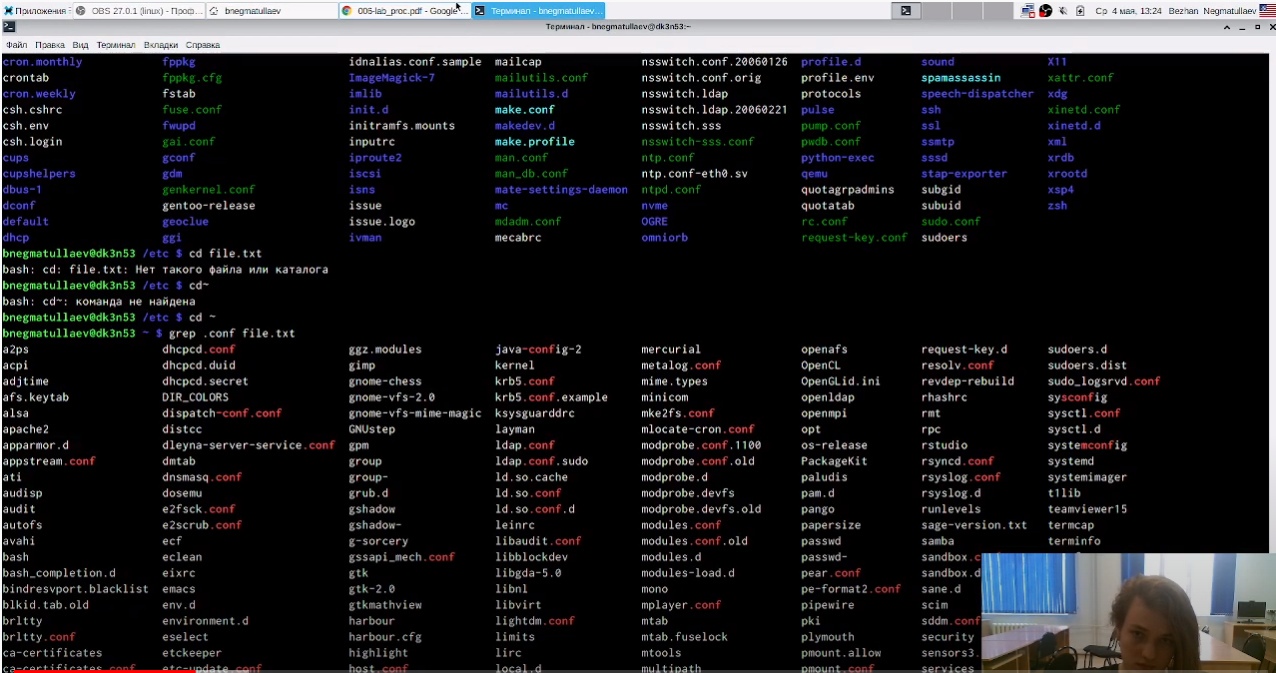 Приложения OBS 27.0.1 (linux) - Проф... bnegmatullaev 005-lab_proc.pdf - Google... Терминал - bnegmatullaev... Ср 4 мая, 13:24 Bezhan Negmatullaev
Терминал - bnegmatullaev@dk3n53:~
Файл Правка Вид Терминал Вкладки Справка
cron.monthly fppkg idnalias.conf.sample mailcap nsswitch.conf.20060126 profile.d sound X11
crontab fppkg.cfg ImageMagick-7 mailutils.conf nsswitch.conf.orig profile.env spamassassin xattr.conf
cron.weekly fstab imlib mailutils.d nsswitch.ldap protocols speech-dispatcher xdg
csh.cshrc fuse.conf init.d make.conf nsswitch.ldap.20060221 pulse ssh xinetd.conf
csh.env fwupd initramfs.mounts makedev.d nsswitch.sss pump.conf ssl xinetd.d
csh.login gai.conf inputrc make.profile nsswitch-sss.conf pwdb.conf ssmtp xml
cups gconf iproute2 man.conf ntp.conf python-exec sssd xrdb
cupshelpers gdm iscsi man_db.conf ntp.conf-eth0.sv qemu stap-exporter xrootd
dbus-1 genkernel.conf isns mate-settings-daemon ntpd.conf quotagrpadmins subgid xsp4
dconf gentoo-release issue mc nvme quotatab subuid zsh
default geoclue issue.logo mdadm.conf OGRE rc.conf sudo.conf
dhcp ggi ivman mecabrc omniorb request-key.conf sudoers
bnegmatullaev@dk3n53 /etc $ cd file.txt
bash: cd: file.txt: Нет такого файла или каталога
bnegmatullaev@dk3n53 /etc $ cd~
bash: cd~: команда не найдена
bnegmatullaev@dk3n53 /etc $ cd ~
bnegmatullaev@dk3n53 ~ $ grep .conf file.txt
a2ps dhcpcd.conf ggz.modules java-config-2 mercurial openafs request-key.d sudoers.d
acpi dhcpcd.duid gimp kernel metalog.conf OpenCL resolv.conf sudoers.dist
adjtime dhcpcd.secret gnome-chess krb5.conf mime.types OpenGLid.ini revdep-rebuild sudo_logsrvd.conf
afs.keytab DIR_COLORS gnome-vfs-2.0 krb5.conf.example minicom openldap rhashrc sysconfig
alsa dispatch-conf.conf gnome-vfs-mime-magic ksysguarddrc mke2fs.conf openmpi rmt sysctl.conf
apache2 distcc GNUstep layman mlocate-cron.conf opt rpc sysctl.d
apparmor.d dleyna-server-service.conf gpm ldap.conf modprobe.conf.1100 os-release rstudio systemconfig
appstream.conf dmtab group ldap.conf.sudo modprobe.conf.old PackageKit rsyncd.conf systemd
ati dnsmasq.conf group- ld.so.cache modprobe.d paludis rsyslog.conf systemimager
audisp dosemu grub.d ld.so.conf modprobe.devfs pam.d rsyslog.d t1lib
audit e2fsck.conf gshadow ld.so.conf.d modprobe.devfs.old pango runlevels teamviewer15
autofs e2scrub.conf gshadow- leinrc modules.conf papersize sage-version.txt termcap
avahi ecf g-sorcery libaudit.conf modules.conf.old passwd samba terminfo
bash eclean gssapi_mech.conf libblockdev modules.d passwd- sandbox.c
bash_completion.d eixrc gtk libgda-5.0 modules-load.d pear.conf sandbox.d
bindresvport.blacklist emacs gtk-2.0 libnl mono pe-format2.conf sane.d
blkid.tab.old env.d gtkmathview libvirt mplayer.conf pipewire scim
brltty environment.d harbour lightdm.conf mtab pki sddm.conf
brltty.conf eselect harbour.cfg limits mtab.fuselock plymouth security
ca-certificates etckeeper highlight lirc mtools pmount.allow sensors3.
ca-certificates.conf etc-update.conf host.conf local.d multipath pmount.conf services